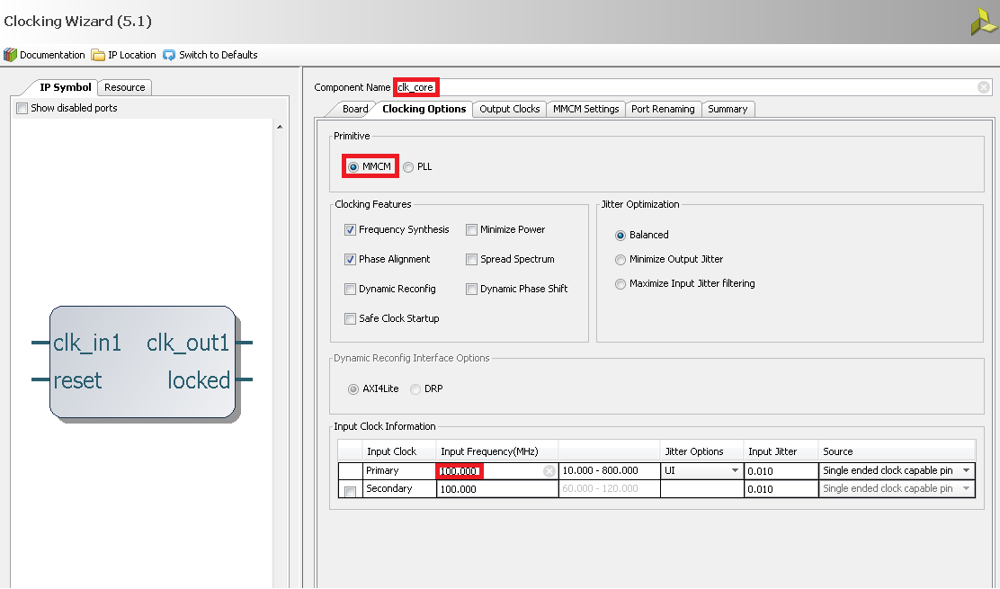 Clocking Wizard (5.1)
Documentation IP Location Switch to Defaults
IP Symbol Resource
Show disabled ports
clk_in1 clk_out1
reset locked
Component Name clk_core
Board Clocking Options Output Clocks MMCM Settings Port Renaming Summary
Primitive
MMCM PLL
Clocking Features
Frequency Synthesis Minimize Power
Phase Alignment Spread Spectrum
Dynamic Reconfig Dynamic Phase Shift
Safe Clock Startup
Jitter Optimization
Balanced
Minimize Output Jitter
Maximize Input Jitter filtering
Dynamic Reconfig Interface Options
AXI4Lite DRP
Input Clock Information
Input Clock Input Frequency(MHz) Jitter Options Input Jitter Source
Primary 100.000 10.000 - 800.000 UI 0.010 Single ended clock capable pin
Secondary 100.000 60.000 - 120.000 0.010 Single ended clock capable pin